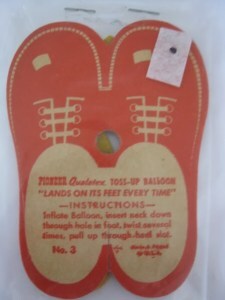 PIONEER Qualatex TOSS-UP BALLOON
"LANDS ON ITS FEET EVERY TIME"
—INSTRUCTIONS—
Inflate Balloon, insert neck down
through hole in foot, twist several
times, pull up through heel slot.
No. 3